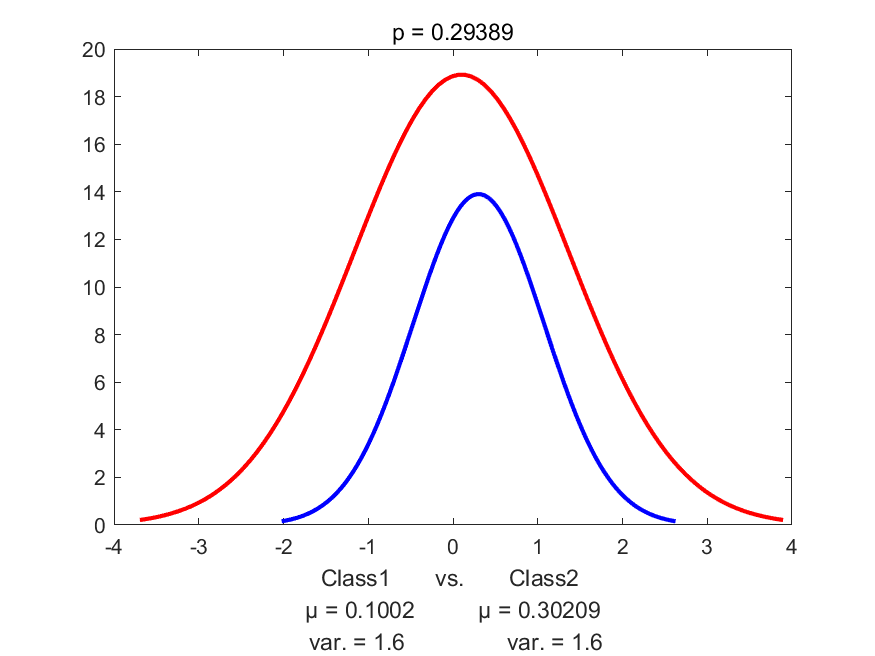 p = 0.29389
20
18
16
14
12
10
8
6
4
2
0
-4 -3 -2 -1 0 1 2 3 4
Class1 vs. Class2
μ = 0.1002 μ = 0.30209
var. = 1.6 var. = 1.6